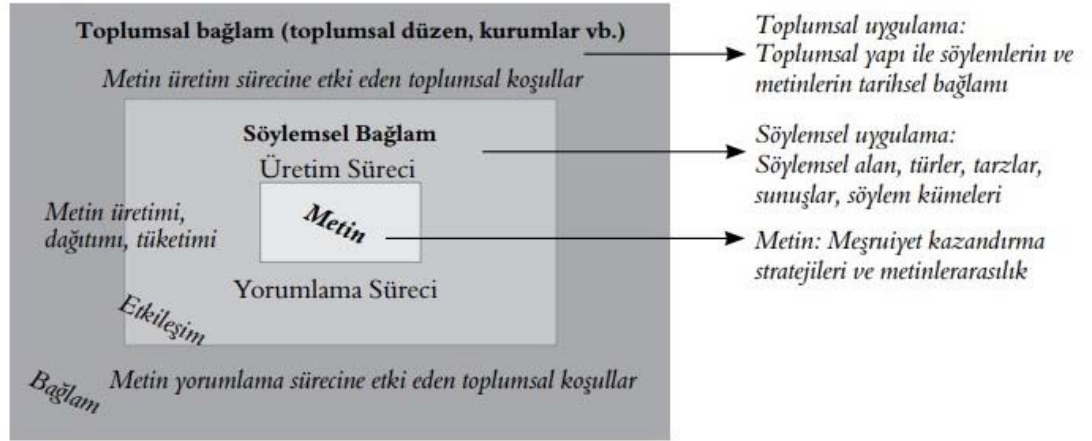 Toplumsal bağlam (toplumsal düzen, kurumlar vb.)
Metin üretim sürecine etki eden toplumsal koşullar
Söylemsel Bağlam
Üretim Süreci
Metin
Yorumlama Süreci
Metin üretimi,
dağıtımı, tüketimi
Etkileşim
Bağlam
Metin yorumlama sürecine etki eden toplumsal koşullar
Toplumsal uygulama:
Toplumsal yapı ile söylemlerin ve
metinlerin tarihsel bağlamı
Söylemsel uygulama:
Söylemsel alan, türler, tarzlar,
sunuşlar, söylem kümeleri
Metin: Meşruiyet kazandırma
stratejileri ve metinlerarasılık